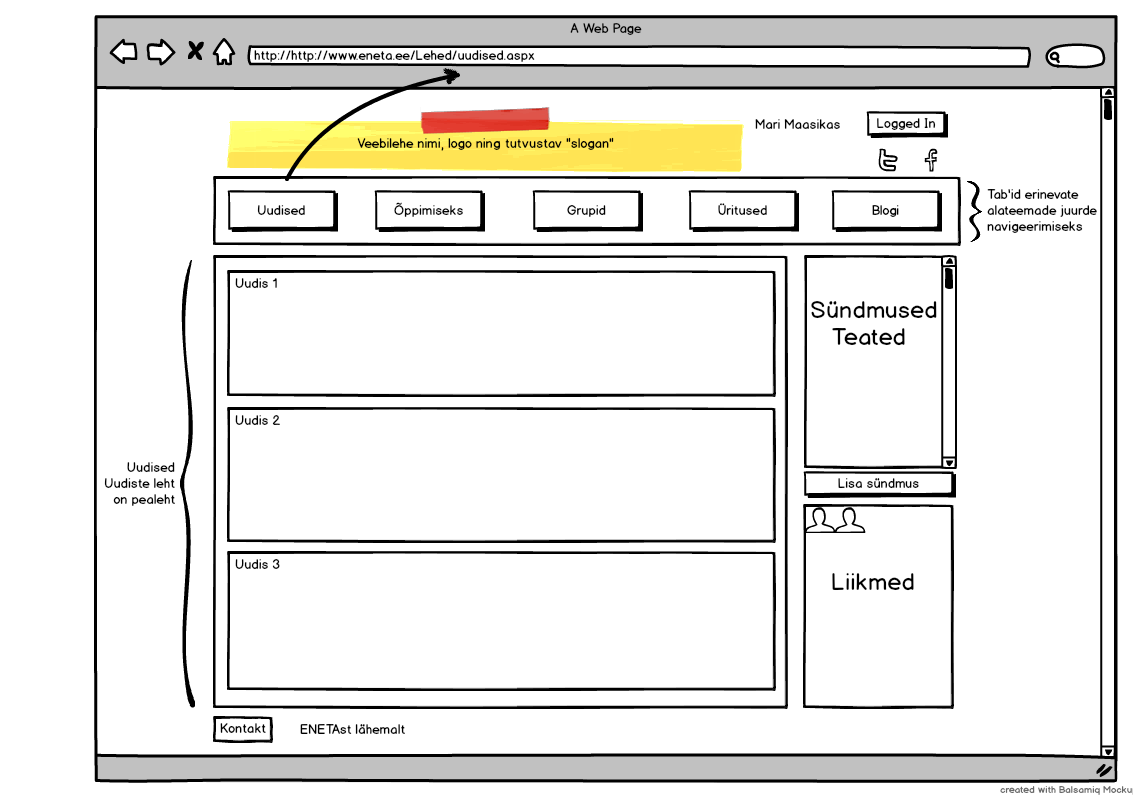 A Web Page
http://http://www.eneta.ee/Lehed/uudised.aspx
Mari Maasikas
Logged In
Veebilehe nimi, logo ning tutvustav "slogan"
Uudised
Õppimiseks
Grupid
Üritused
Blogi
Tab'id erinevate
alateemade juurde
navigeerimiseks
Uudis 1
Sündmused
Teated
Uudis 2
Uudised
Uudiste leht
on pealeht
Lisa sündmus
Uudis 3
Liikmed
Kontakt
ENETAst lähemalt
created with Balsamiq Mocku